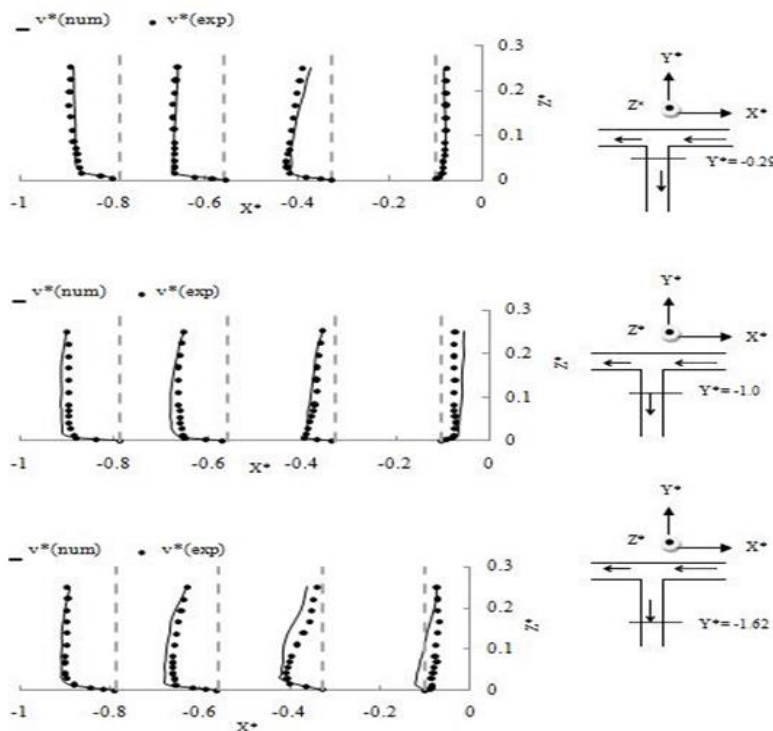 v*(num) v*(exp)
0.3
0.2
0.1
0
Z*
-1 -0.8 -0.6 -0.4 -0.2 0
X*
Y*
Z*
X*
Y*= -0.29
v*(num) v*(exp)
0.3
0.2
0.1
0
Z*
-1 -0.8 -0.6 -0.4 -0.2 0
X*
Y*
Z*
X*
Y*= -1.0
v*(num) v*(exp)
0.3
0.2
0.1
0
Z*
-1 -0.8 -0.6 -0.4 -0.2 0
X*
Y*
Z*
X*
Y*= -1.62